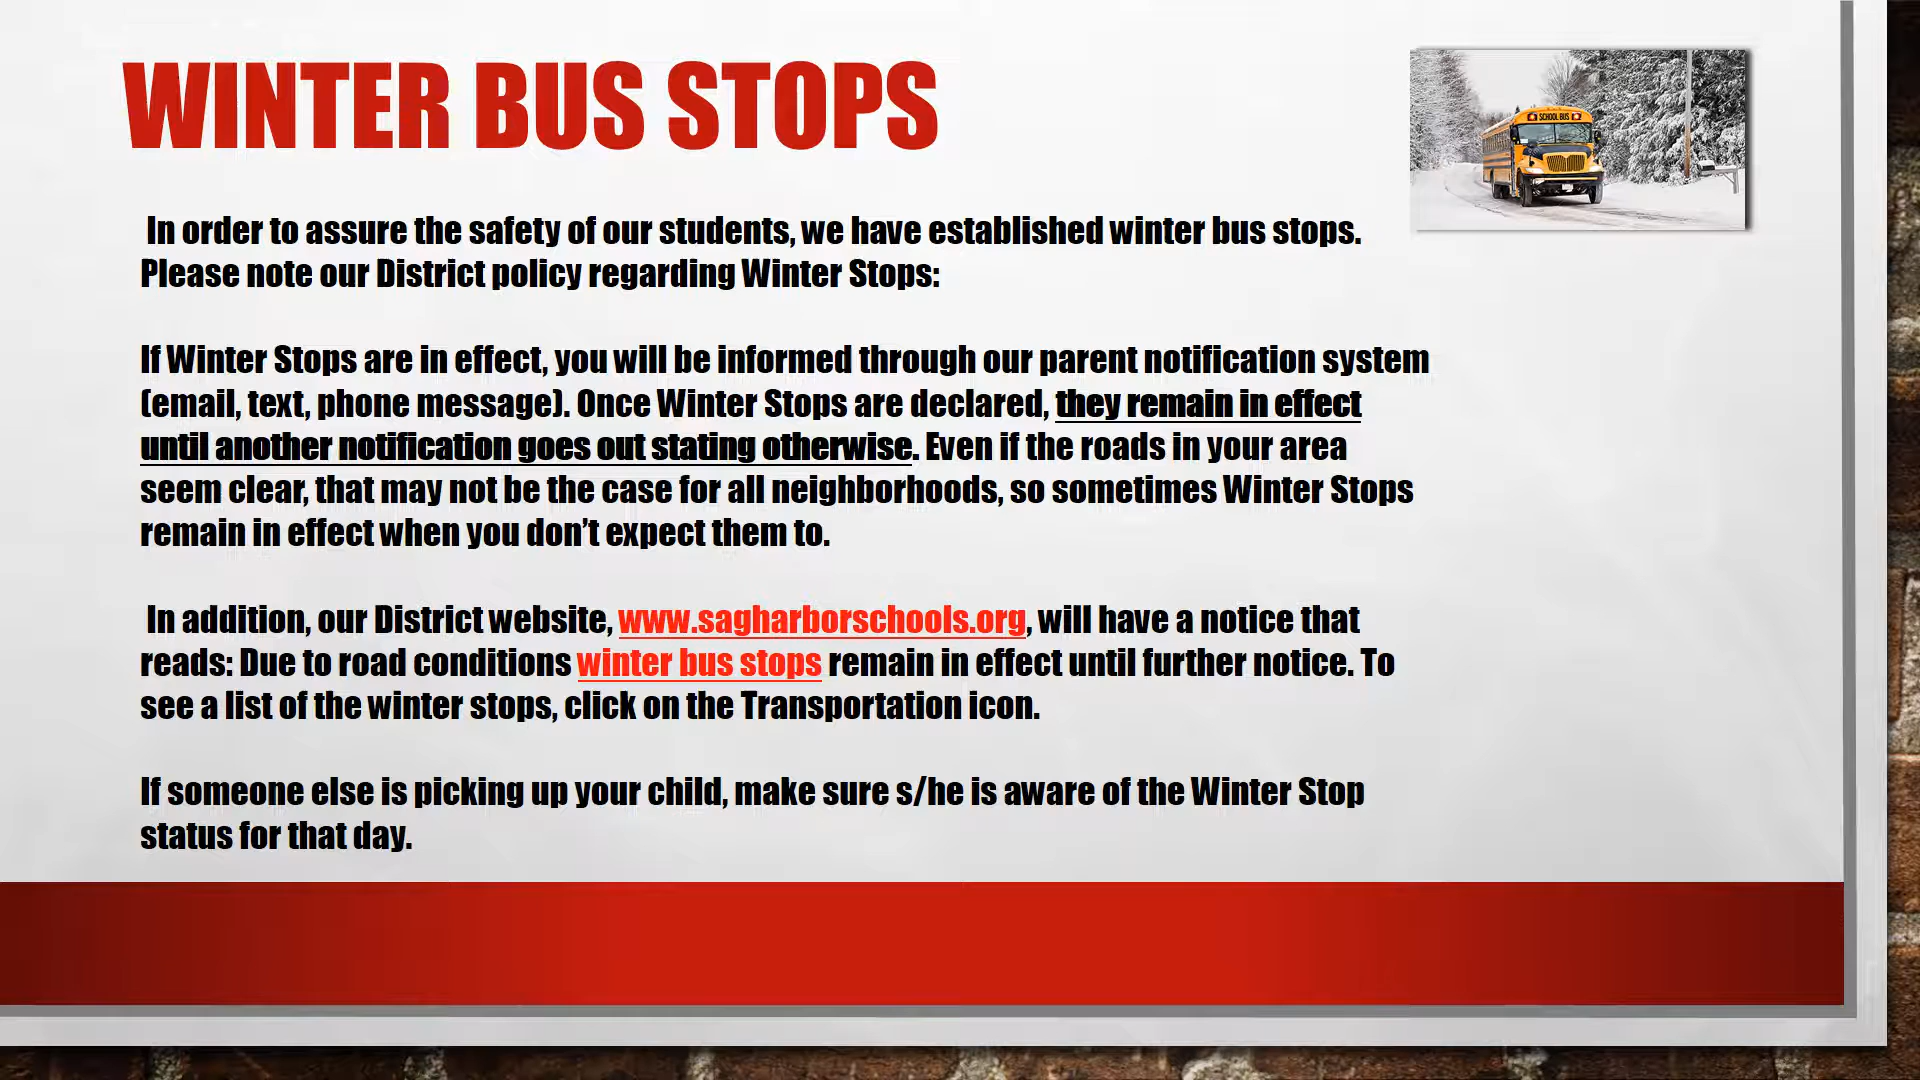 WINTER BUS STOPS
SCHOOL BUS
In order to assure the safety of our students, we have established winter bus stops.
Please note our District policy regarding Winter Stops:
If Winter Stops are in effect, you will be informed through our parent notification system
(email, text, phone message). Once Winter Stops are declared, they remain in effect
until another notification goes out stating otherwise. Even if the roads in your area
seem clear, that may not be the case for all neighborhoods, so sometimes Winter Stops
remain in effect when you don’t expect them to.
In addition, our District website, www.sagharborschools.org, will have a notice that
reads: Due to road conditions winter bus stops remain in effect until further notice. To
see a list of the winter stops, click on the Transportation icon.
If someone else is picking up your child, make sure s/he is aware of the Winter Stop
status for that day.